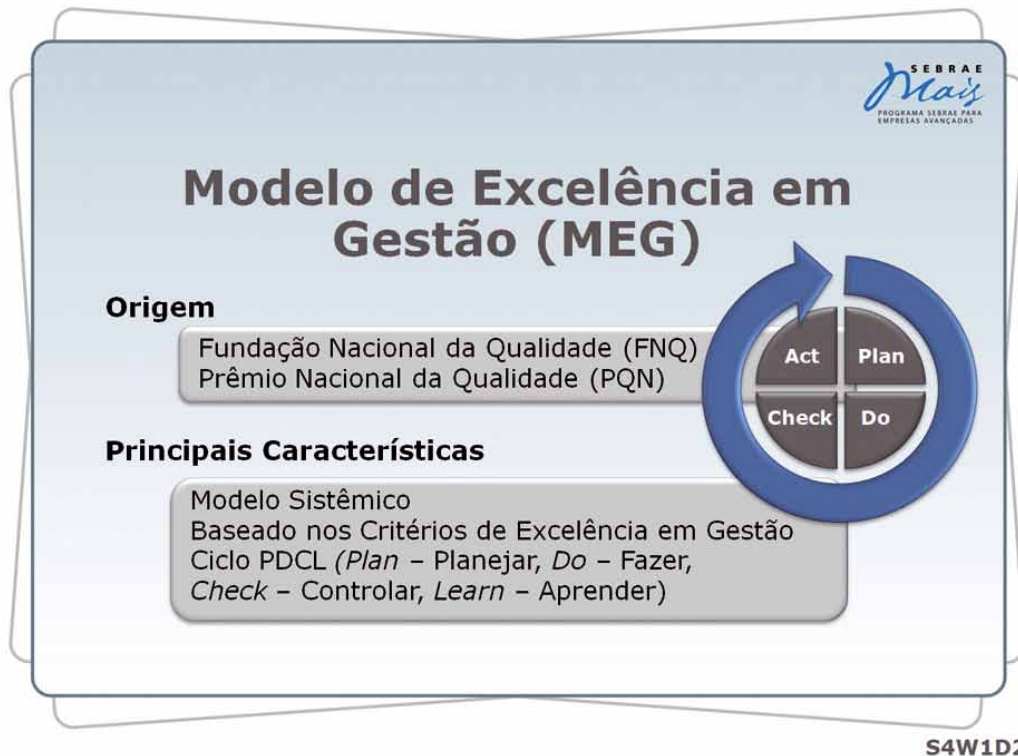 SEBRAE
Mais
PROGRAMA SEBRAE PARA
EMPRESAS AVANÇADAS
Modelo de Excelência em
Gestão (MEG)
Origem
Fundação Nacional da Qualidade (FNQ)
Prêmio Nacional da Qualidade (PQN)
Act Plan
Check Do
Principais Características
Modelo Sistêmico
Baseado nos Critérios de Excelência em Gestão
Ciclo PDCL (Plan – Planejar, Do – Fazer,
Check – Controlar, Learn – Aprender)
S4W1D2